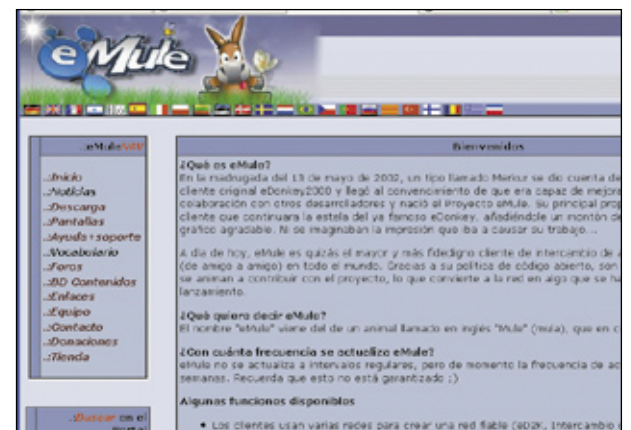 eMule
..:eMuleNAV
..:Inicio
..:Noticias
..:Descarga
..:Pantallas
..:Ayuda+soporte
..:Vocabulario
..:Foros
..:BD Contenidos
..:Enlaces
..:Equipo
..:Contacto
..:Donaciones
..:Tienda
..:Buscar en el
Portal
Bienvenidos
¿Qué es eMule?
En la madrugada del 13 de mayo de 2002, un tipo llamado Merkur se dio cuenta de
cliente original eDonkey2000 y llegó al convencimiento de que era capaz de mejora
colaboración con otros desarrolladores y nació el Proyecto eMule. Su principal prop
cliente que continuara la estela del ya famoso eDonkey, añadiéndole un montón de
gráfico agradable. Ni se imaginaban la impresión que iba a causar su trabajo...
A día de hoy, eMule es quizás el mayor y más fidedigno cliente de intercambio de a
(de amigo a amigo) en todo el mundo. Gracias a su política de código abierto, son
se animan a contribuir con el proyecto, lo que convierte a la red en algo que se ha
lanzamiento.
¿Qué quiere decir eMule?
El nombre "eMule" viene del de un animal llamado en inglés "Mule" (mula), que en c
¿Con cuánta frecuencia se actualiza eMule?
eMule no se actualiza a intervalos regulares, pero de momento la frecuencia de ac
semanas. Recuerda que esto no está garantizado ;)
Algunas funciones disponibles
• Los clientes usan varias redes para crear una red fiable (eD2K, Intercambio